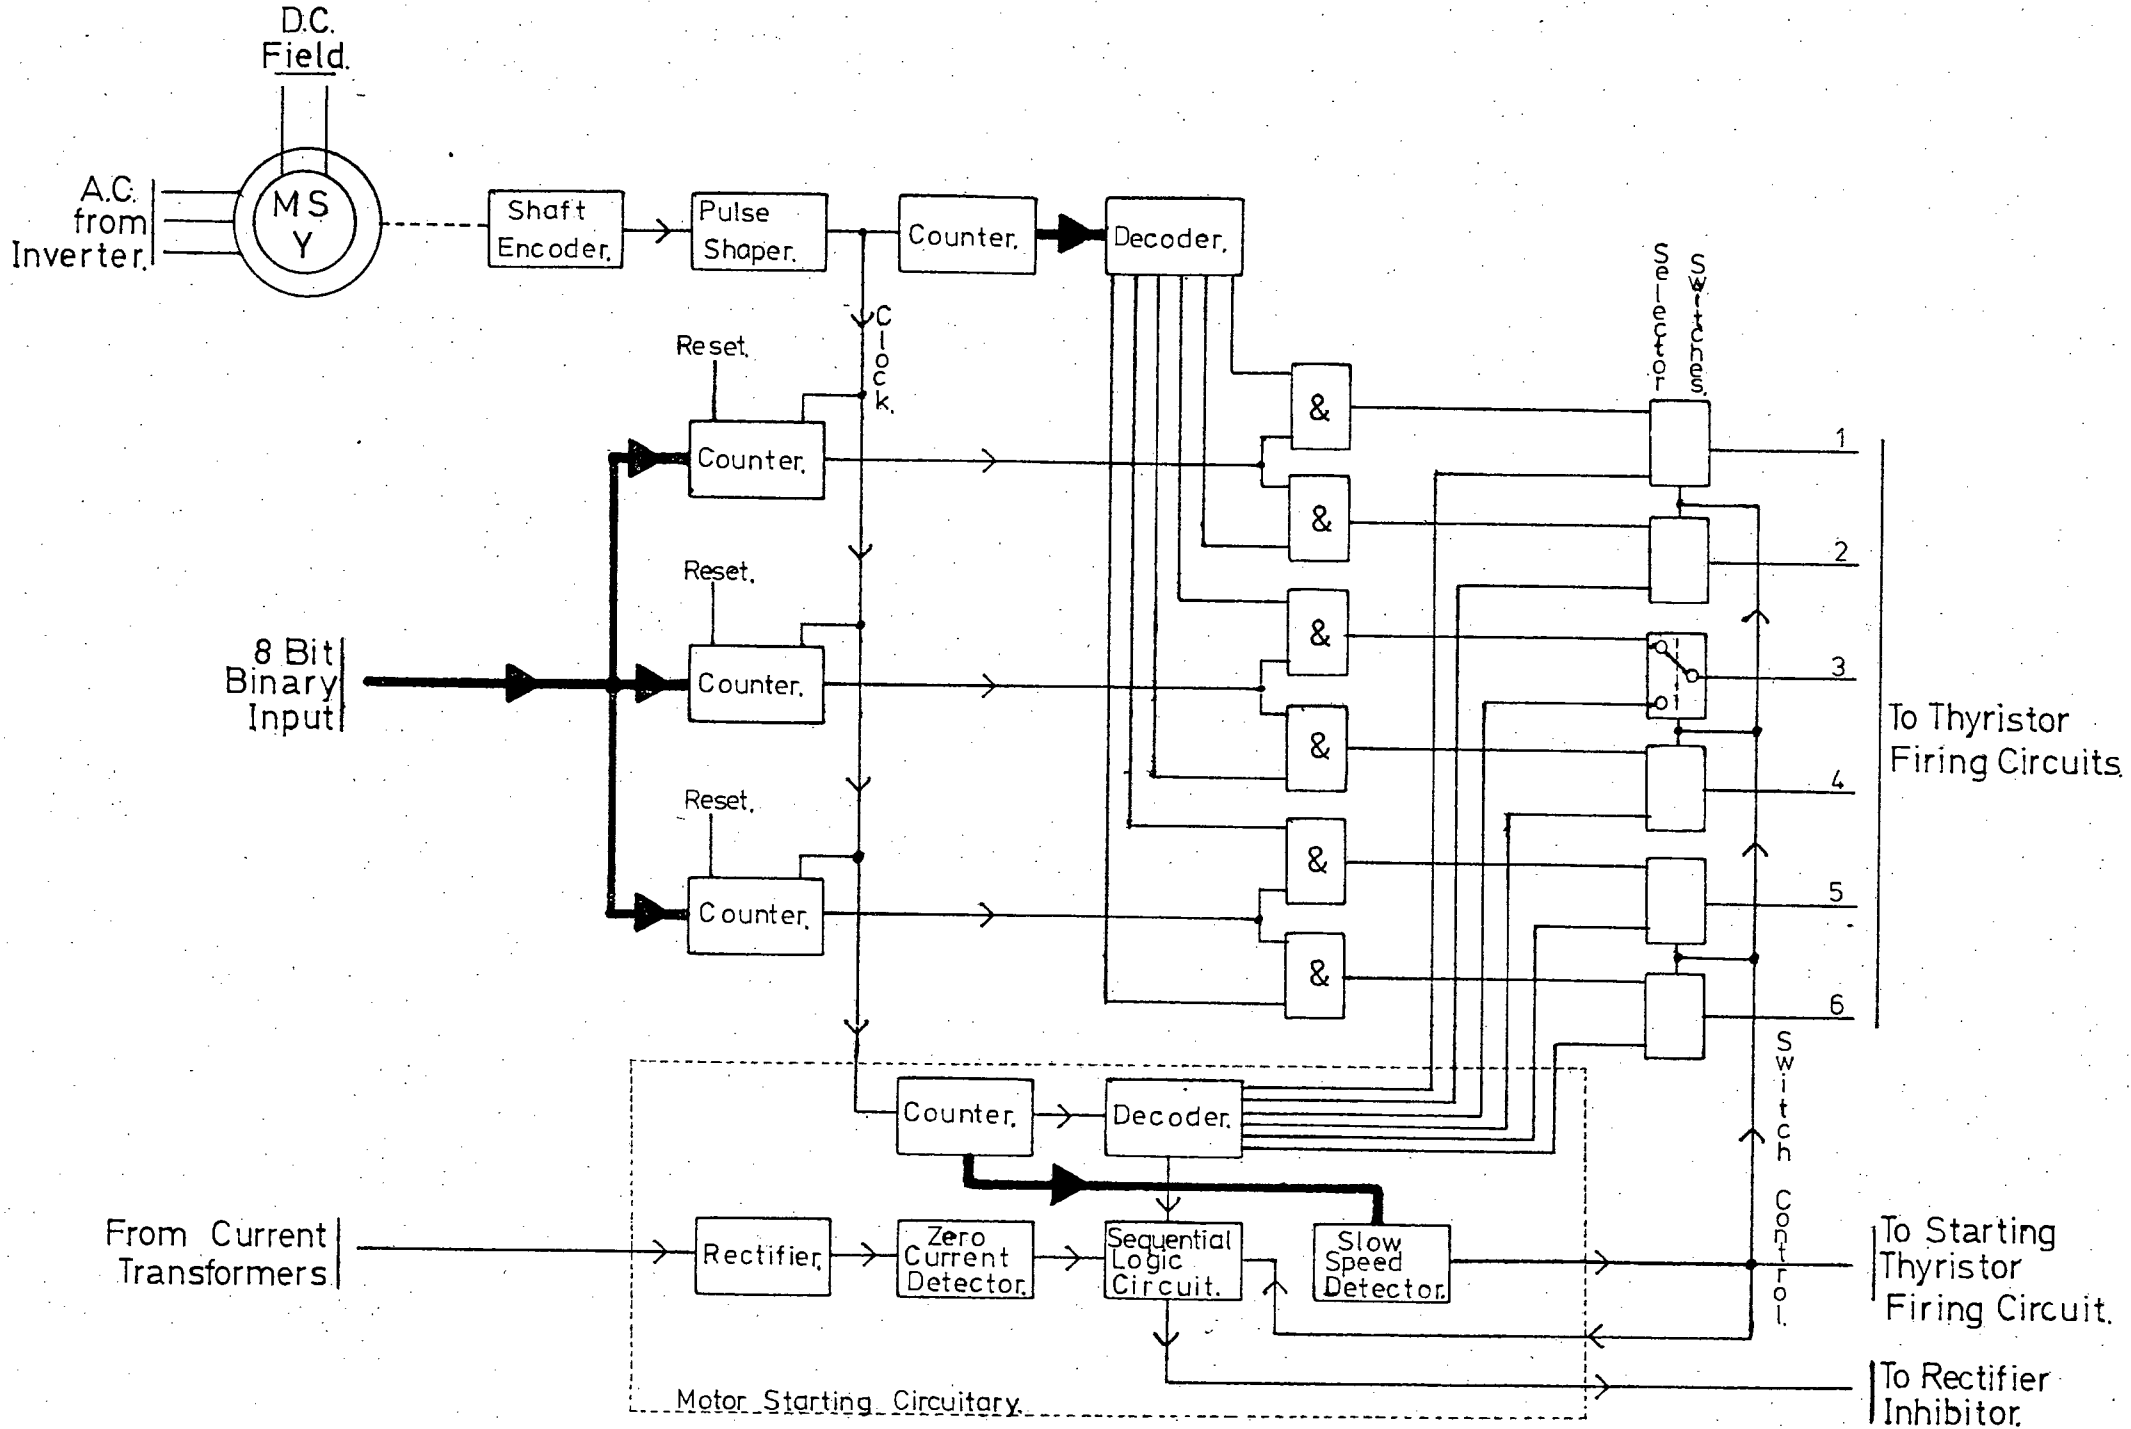 D.C.
Field.
A.C.
from
Inverter.
M S
Y
Shaft
Encoder.
Pulse
Shaper.
Counter.
Decoder.
Clock.
Selector
Switches.
Reset.
Counter.
&
&
1
2
Reset.
8 Bit
Binary
Input
Counter.
&
&
3
4
To Thyristor
Firing Circuits.
Reset.
Counter.
&
&
5
6
Switch Control.
Counter.
Decoder.
From Current
Transformers
Rectifier.
Zero
Current
Detector.
Sequential
Logic
Circuit.
Slow
Speed
Detector.
To Starting
Thyristor
Firing Circuit.
Motor Starting Circuitary.
To Rectifier
Inhibitor.